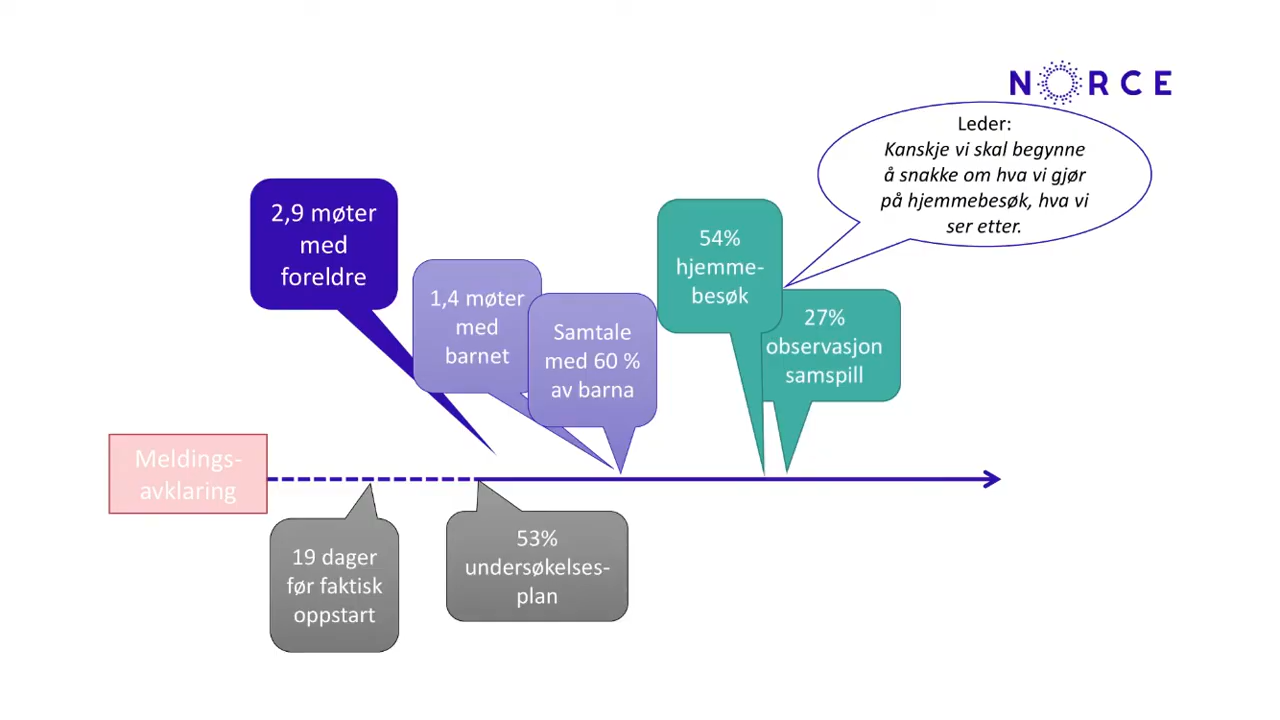 NORCE
Leder:
Kanskje vi skal begynne
å snakke om hva vi gjør
på hjemmebesøk, hva vi
ser etter.
2,9 møter
med
foreldre
1,4 møter
med
barnet
Samtale
med 60 %
av barna
54%
hjemme-
besøk
27%
observasjon
samspill
Meldings-
avklaring
19 dager
før faktisk
oppstart
53%
undersøkelses-
plan